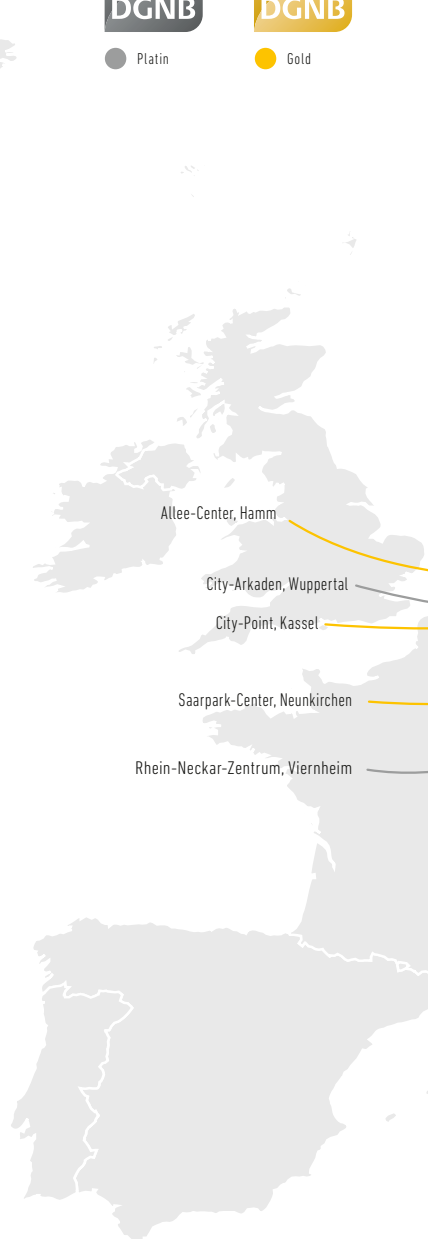 DGNB DGNB
Platin Gold
Allee-Center, Hamm
City-Arkaden, Wuppertal
City-Point, Kassel
Saarpark-Center, Neunkirchen
Rhein-Neckar-Zentrum, Viernheim